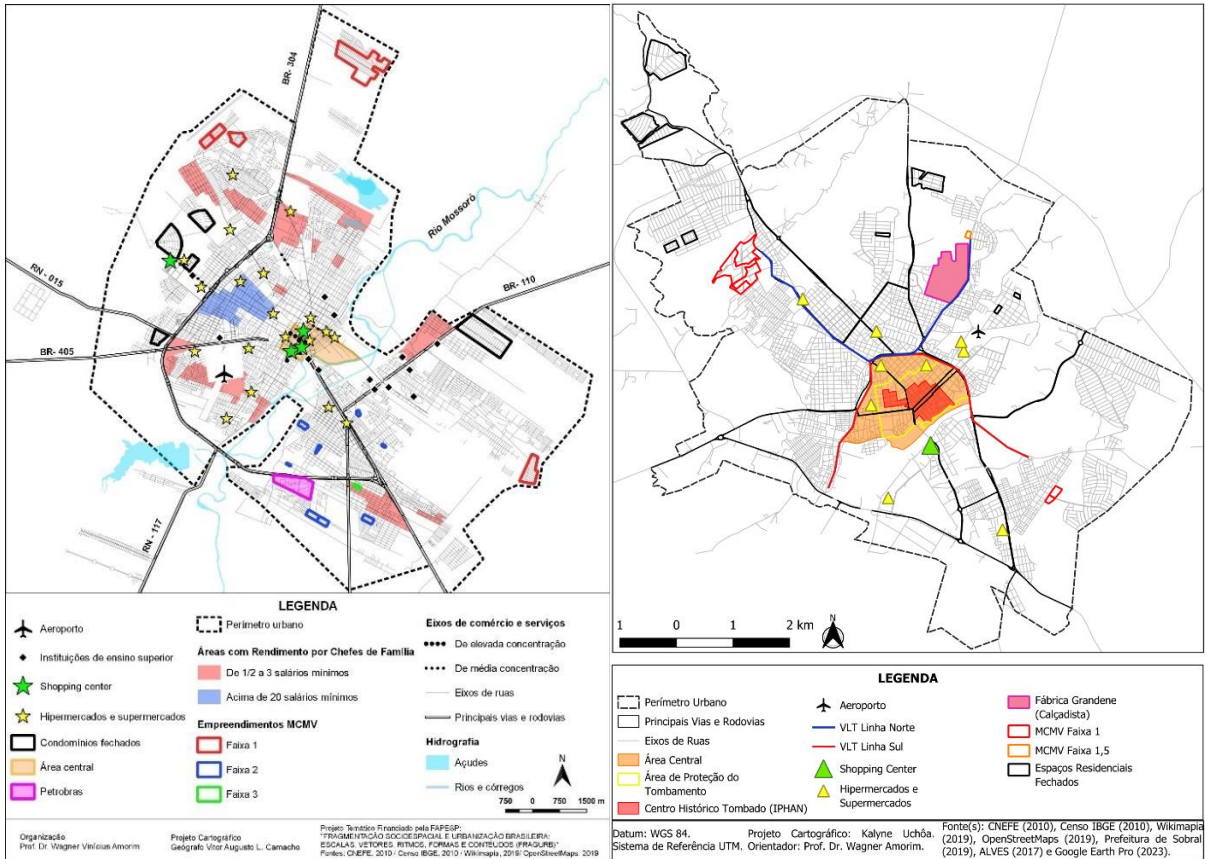 BR- 304
Rio Mossoró
RN - 015
BR- 110
BR- 405
RN - 117
LEGENDA
Aeroporto
Instituições de ensino superior
Shopping center
Hipermercados e supermercados
Condomínios fechados
Área central
Petrobras
Perímetro urbano
Áreas com Rendimento por Chefes de Família
De 1/2 a 3 salários mínimos
Acima de 20 salários mínimos
Empreendimentos MCMV
Faixa 1
Faixa 2
Faixa 3
Eixos de comércio e serviços
De elevada concentração
De média concentração
Eixos de ruas
Principais vias e rodovias
Hidrografia
Açudes
Rios e córregos
N
750 0 750 1500 m
Organização
Prof. Dr. Wagner Vinicius Amorim
Projeto Cartográfico
Geógrafo Vitor Augusto L. Camacho
Projeto Temático Financiado pela FAPESP:
"FRAGMENTAÇÃO SOCIOESPACIAL E URBANIZAÇÃO BRASILEIRA:
ESCALAS, VETORES, RITMOS, FORMAS E CONTEÚDOS (FRAGURB)"
Fontes: CNEFE, 2010 / Censo IBGE, 2010 / Wikimapia, 2019/ OpenStreetMaps, 2019
1 0 1 2 km
N
LEGENDA
Perímetro Urbano
Principais Vias e Rodovias
Eixos de Ruas
Área Central
Área de Proteção do
Tombamento
Centro Histórico Tombado (IPHAN)
Aeroporto
VLT Linha Norte
VLT Linha Sul
Shopping Center
Hipermercados e
Supermercados
Fábrica Grandene
(Calçadista)
MCMV Faixa 1
MCMV Faixa 1,5
Espaços Residenciais
Fechados
Datum: WGS 84.
Sistema de Referência UTM.
Projeto Cartográfico: Kalyne Uchôa.
Orientador: Prof. Dr. Wagner Amorim.
Fonte(s): CNEFE (2010), Censo IBGE (2010), Wikimapia
(2019), OpenStreetMaps (2019), Prefeitura de Sobral
(2019), ALVES (2017) e Google Earth Pro (2023).